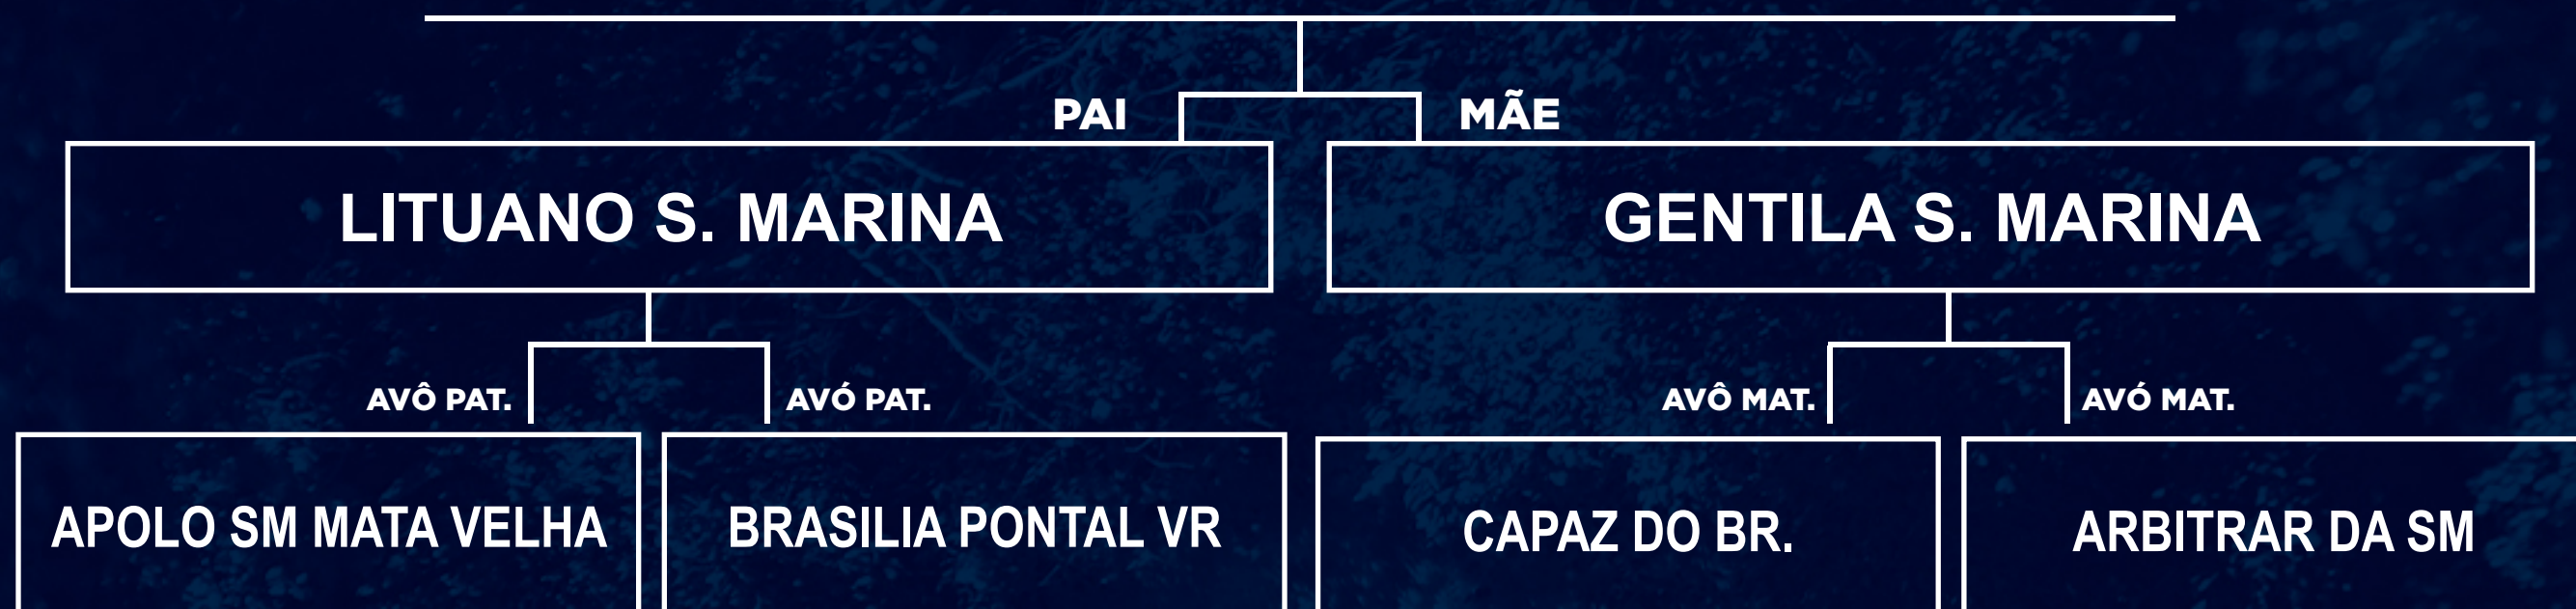 PAI
MÃE
LITUANO S. MARINA
GENTILA S. MARINA
AVÔ PAT.
AVÓ PAT.
AVÔ MAT.
AVÓ MAT.
APOLO SM MATA VELHA
BRASILIA PONTAL VR
CAPAZ DO BR.
ARBITRAR DA SM